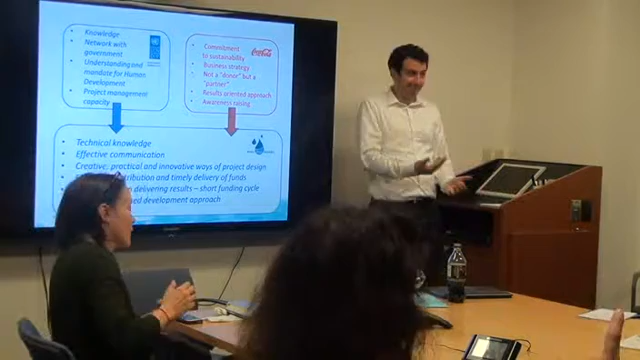 Knowledge
Network with
government
Understanding and
mandate for Human
Development
Project management
capacity
Commitment
to sustainability
Business strategy
Not a "donor" but a
"partner"
Results oriented approach
Awareness raising
Coca-Cola
Technical knowledge
Effective communication
Creative: practical and innovative ways of project design
and timely delivery of funds
delivering results – short funding cycle
development approach